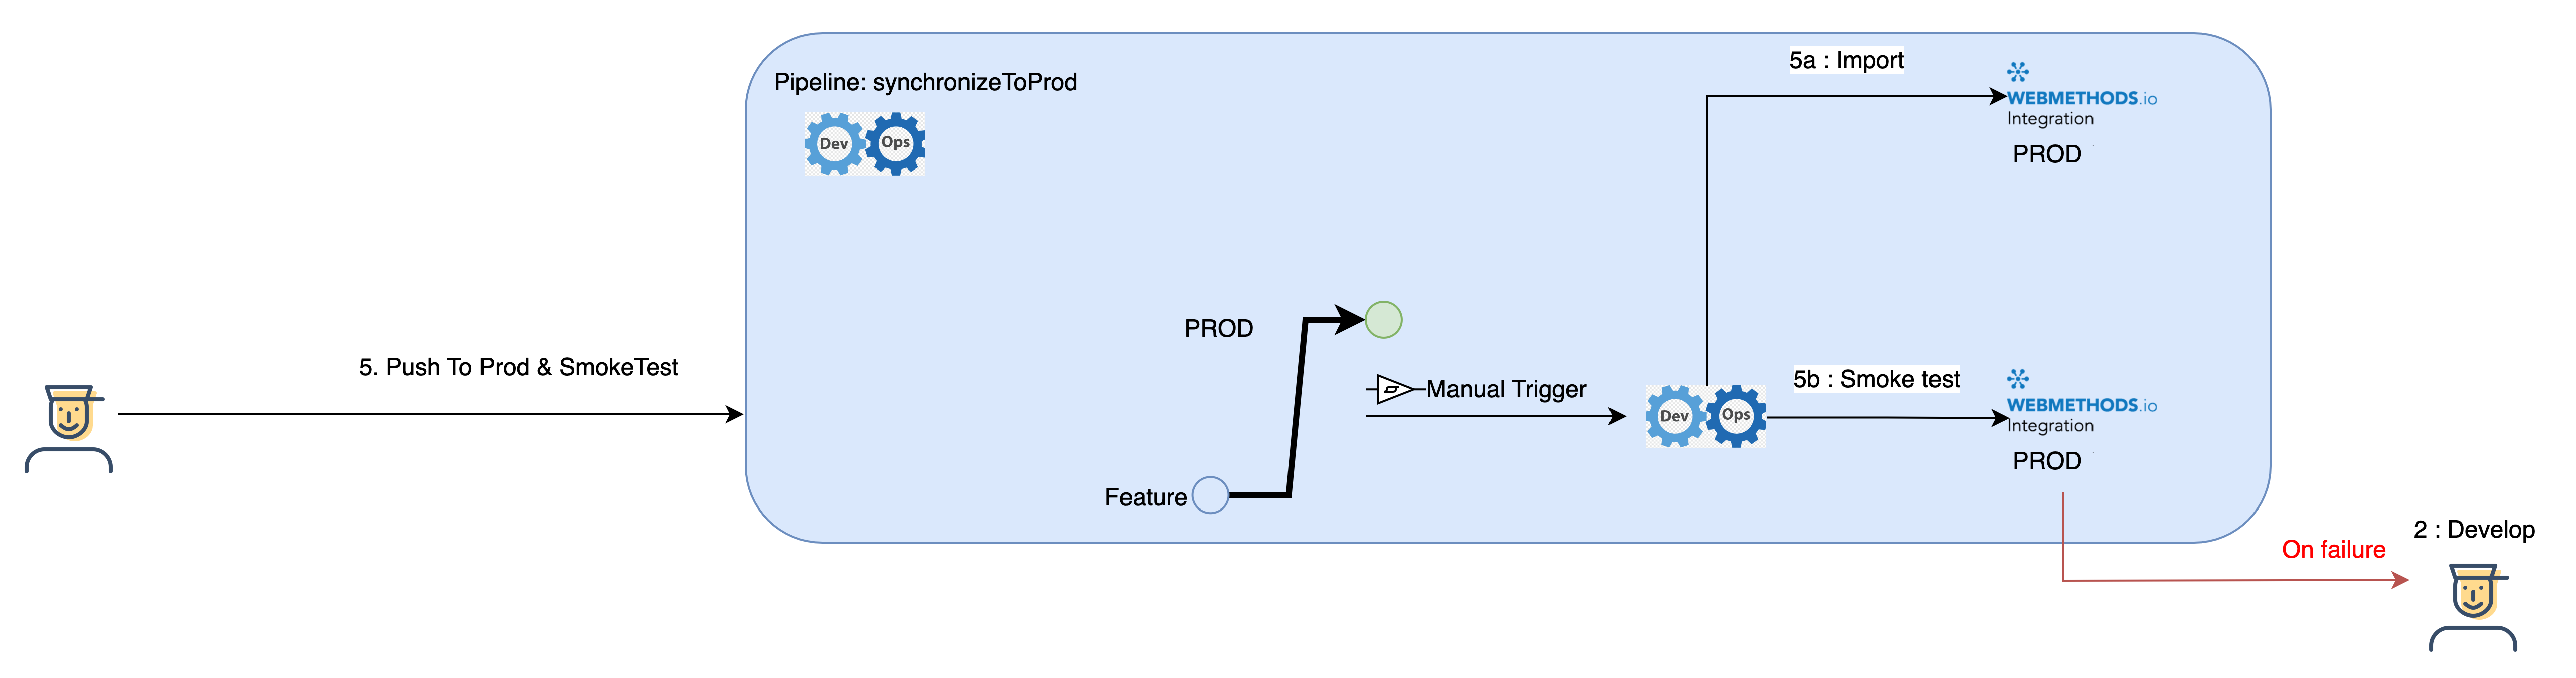 5a : Import
Pipeline: synchronizeToProd
WEBMETHODS.io
Integration
Dev
Ops
PROD
PROD
5. Push To Prod & SmokeTest
5b : Smoke test
Manual Trigger
WEBMETHODS.io
Dev
Ops
Integration
PROD
Feature
2 : Develop
On failure